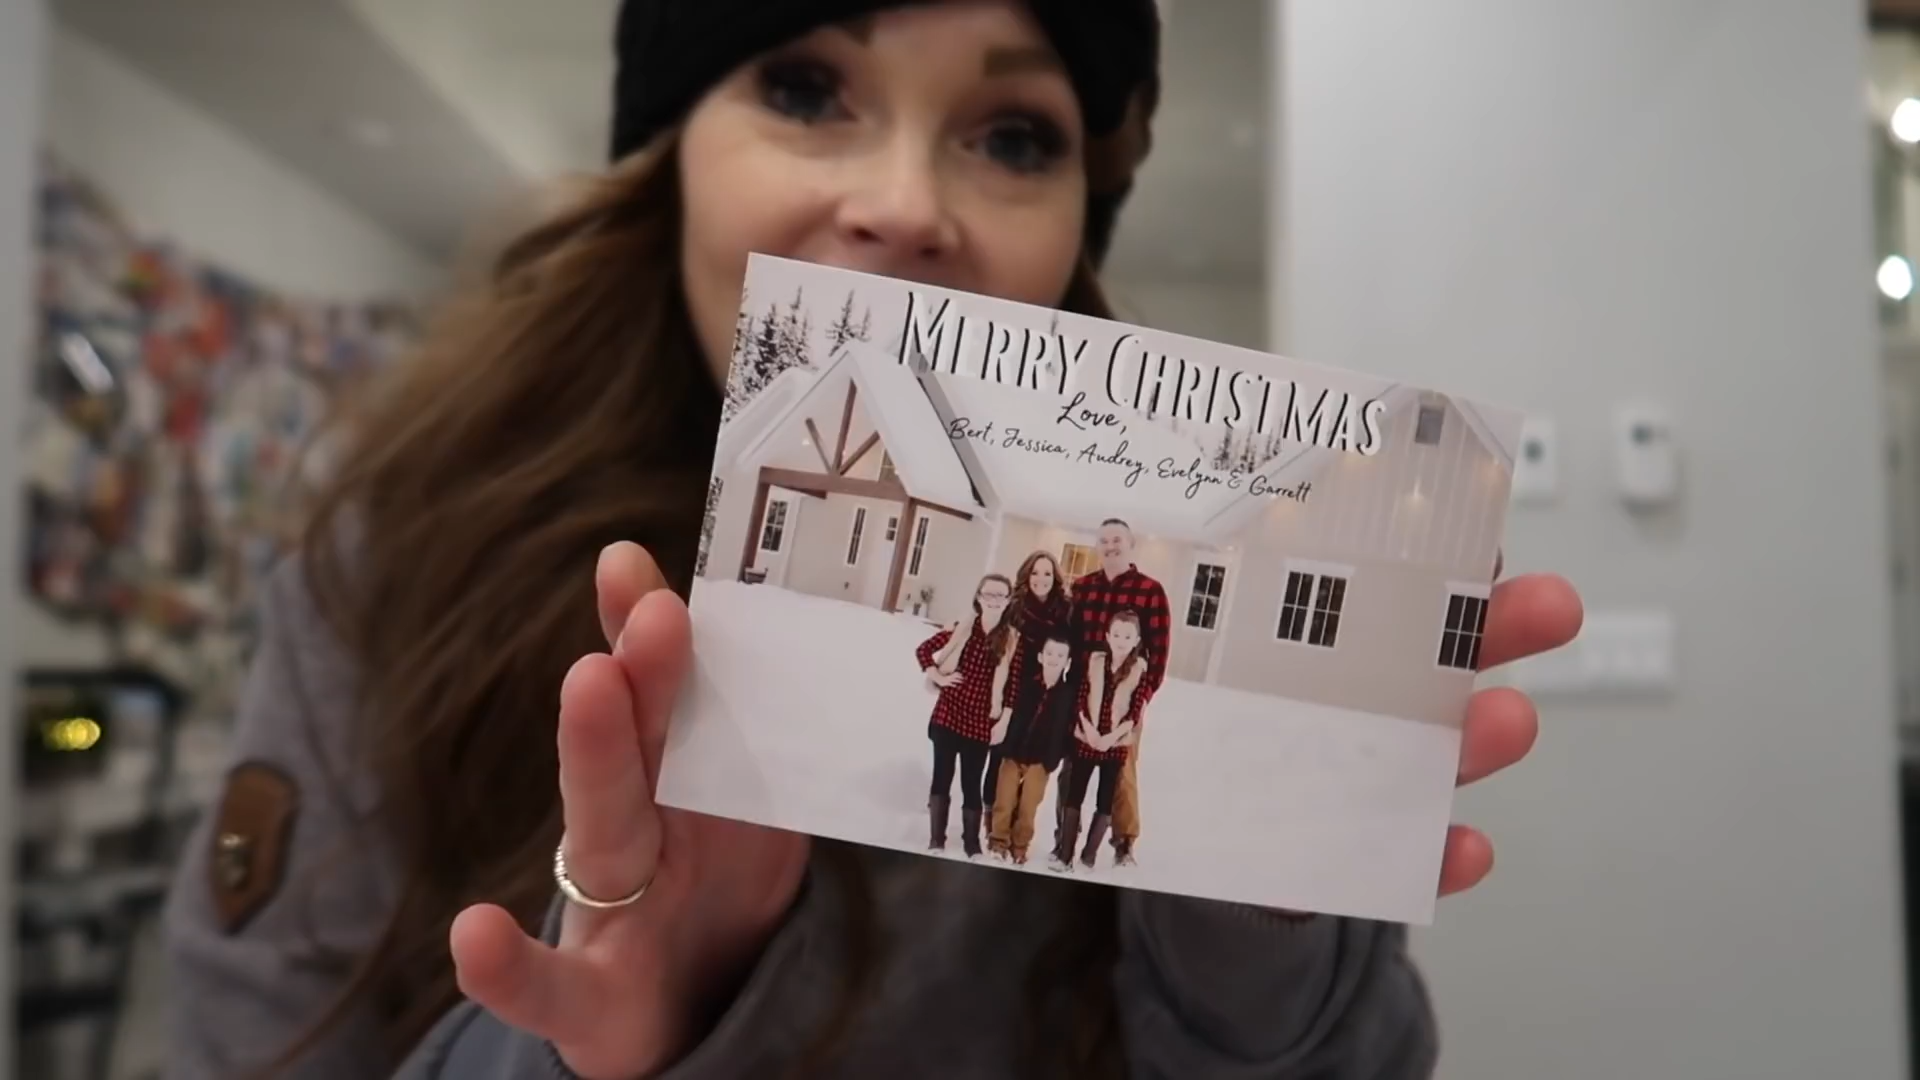 Merry Christmas
Love,
Bert, Jessica, Audrey, Evelynn & Garrett